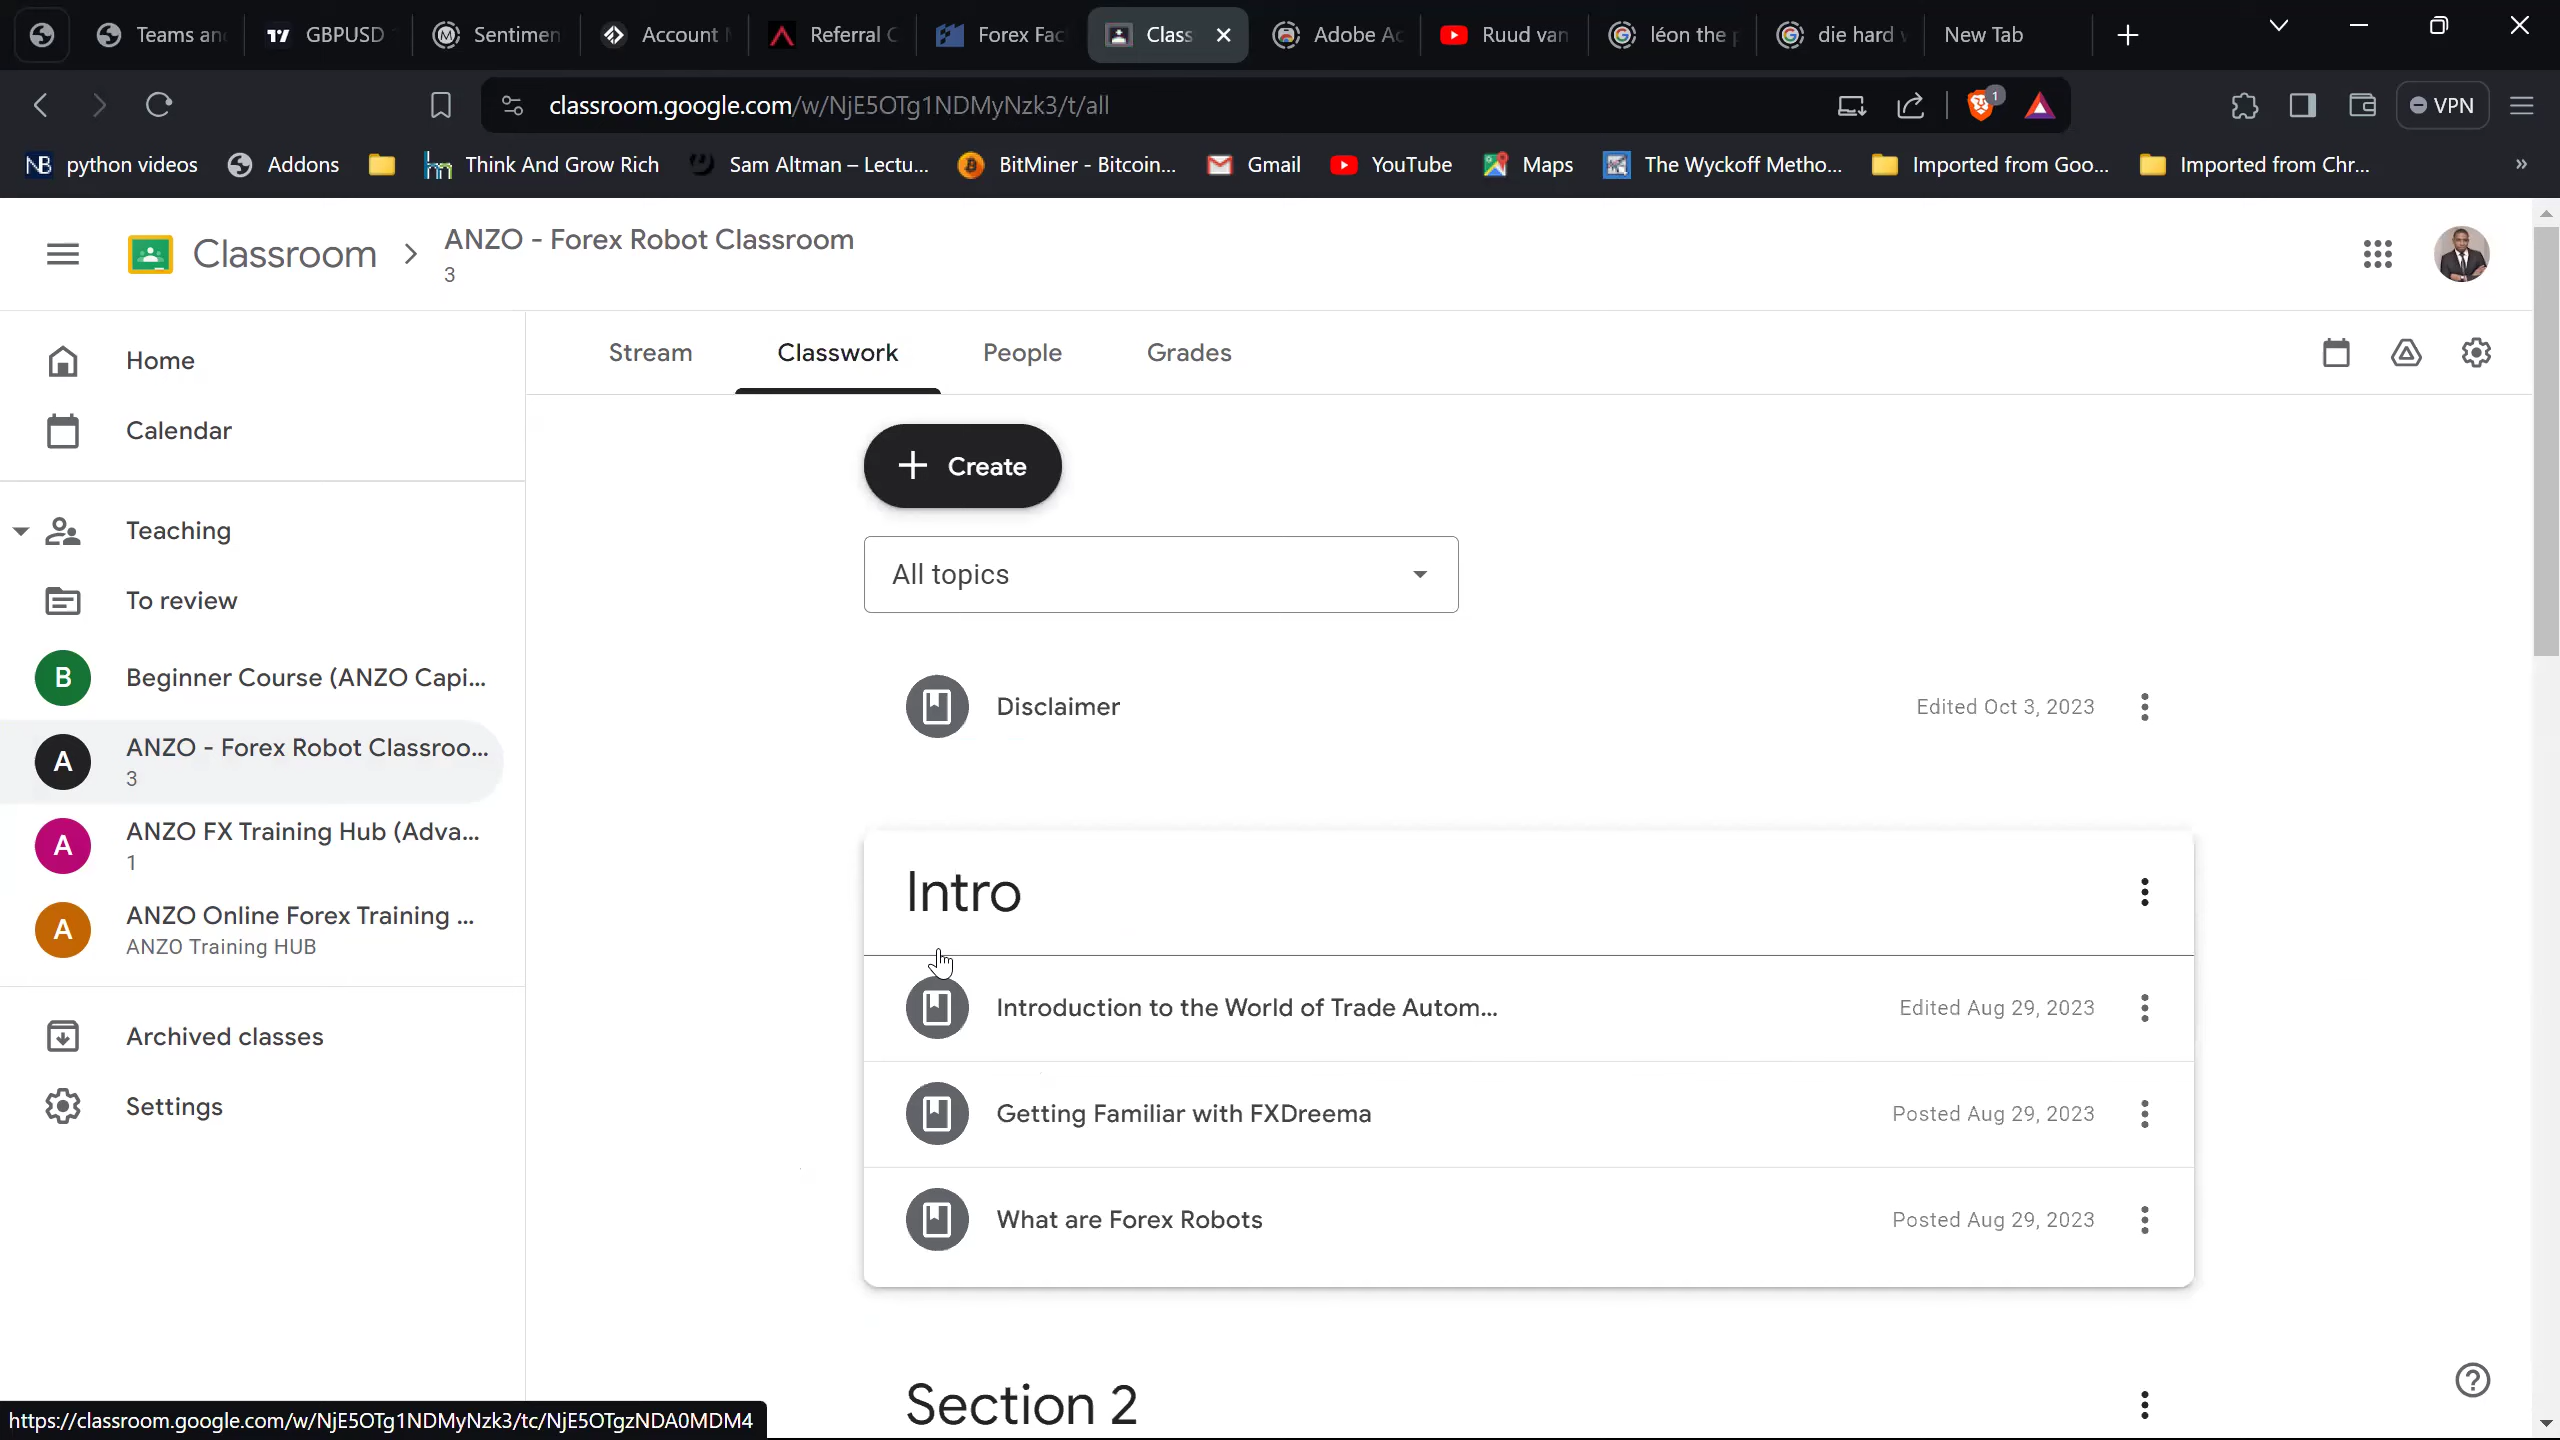 Teams an
GBPUSD
Sentimen
Account
Referral C
Forex Fac
Class
Adobe Ac
Ruud van
léon the p
die hard
New Tab
classroom.google.com/w/NjE5OTg1NDMyNzk3/t/all
1
VPN
python videos
Addons
Think And Grow Rich
Sam Altman – Lectu...
BitMiner - Bitcoin...
Gmail
YouTube
Maps
The Wyckoff Metho...
Imported from Goo...
Imported from Chr...
Classroom
ANZO - Forex Robot Classroom
3
Home
Calendar
Teaching
To review
B
Beginner Course (ANZO Capi...
A
ANZO - Forex Robot Classroo...
3
A
ANZO FX Training Hub (Adva...
1
A
ANZO Online Forex Training ...
ANZO Training HUB
Archived classes
Settings
Stream
Classwork
People
Grades
Create
All topics
Disclaimer
Edited Oct 3, 2023
Intro
Introduction to the World of Trade Autom...
Edited Aug 29, 2023
Getting Familiar with FXDreema
Posted Aug 29, 2023
What are Forex Robots
Posted Aug 29, 2023
Section 2
https://classroom.google.com/w/NjE5OTg1NDMyNzk3/tc/NjE5OTgzNDA0MDM4